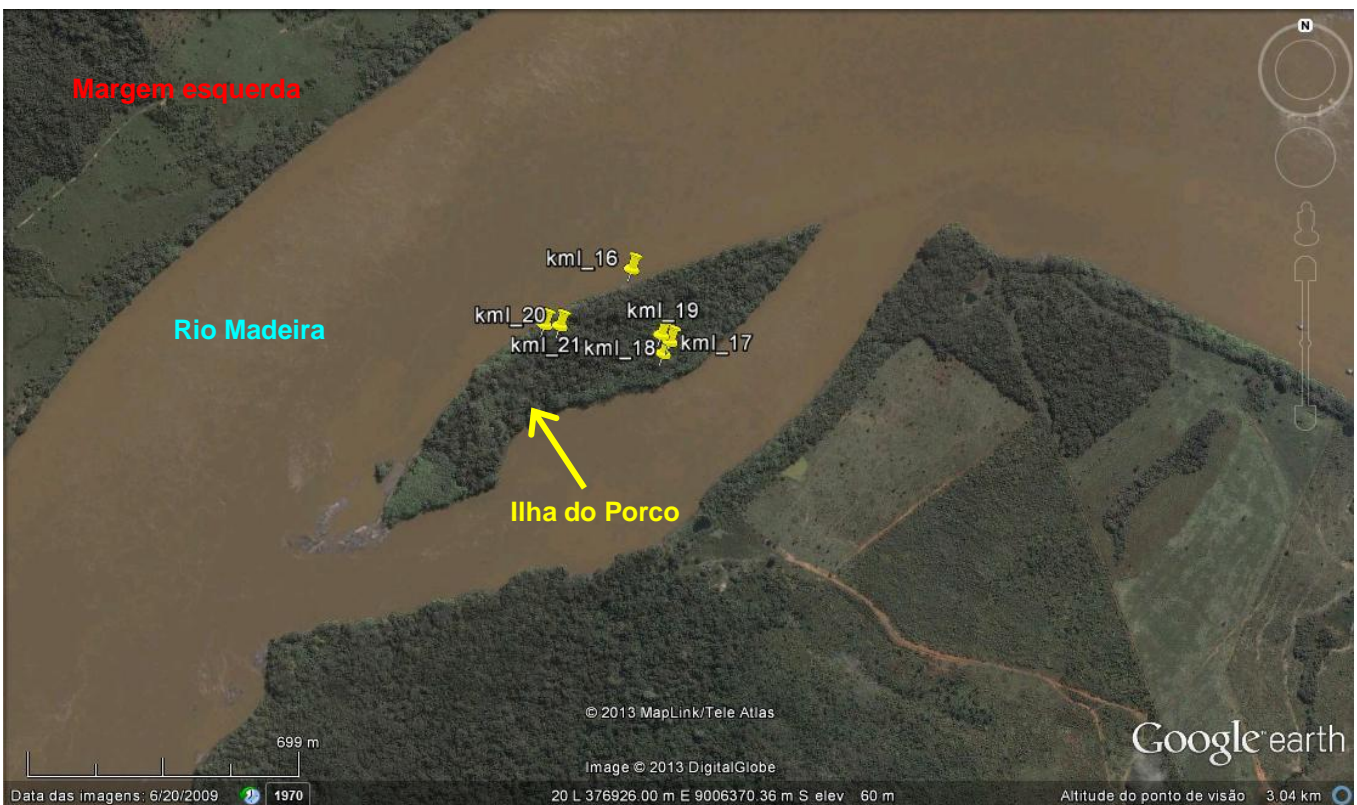 N
Margem esquerda
kml_16
kml_20
kml_19
Rio Madeira
kml_21
kml_18
kml_17
Ilha do Porco
© 2013 MapLink/Tele Atlas
Google earth
699 m
Image © 2013 DigitalGlobe
Data das imagens: 6/20/2009
1970
20 L 376926.00 m E 9006370.36 m S elev 60 m
Altitude do ponto de visão 3.04 km